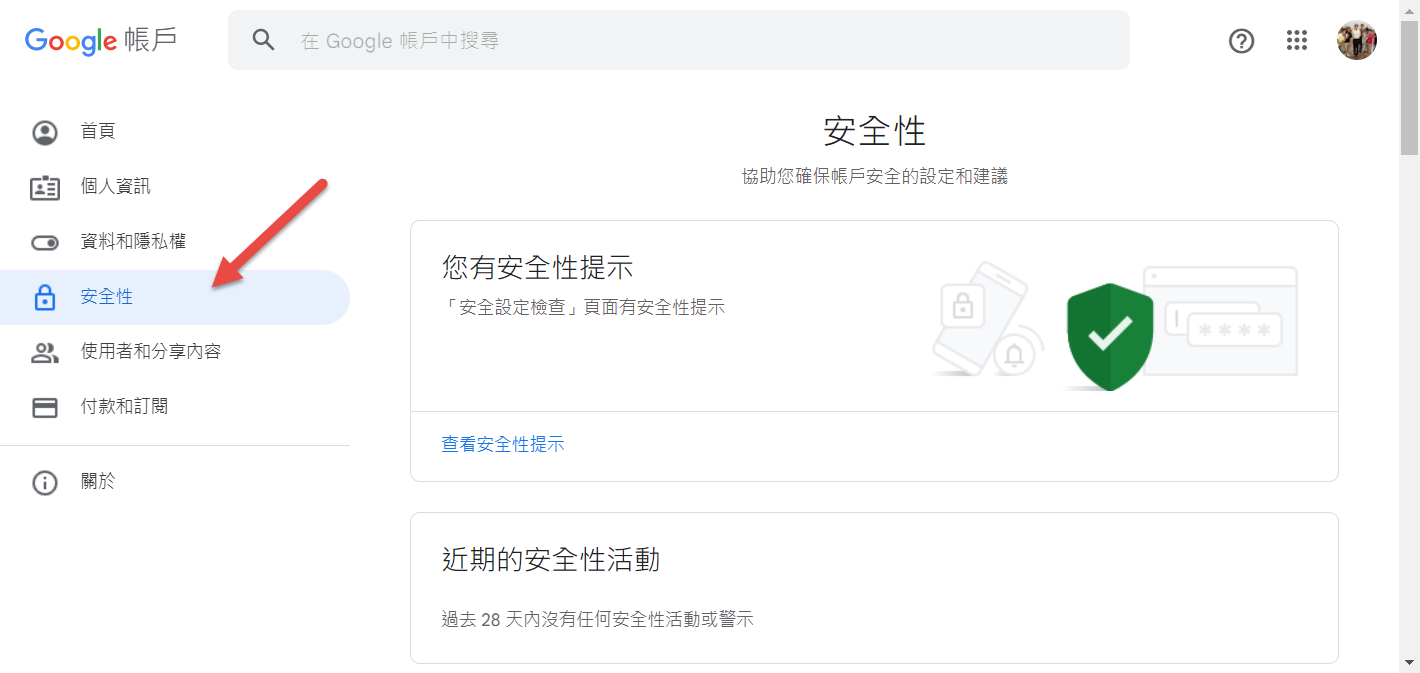 Google 帳戶
在 Google 帳戶中搜尋
首頁
個人資訊
資料和隱私權
安全性
使用者和分享內容
付款和訂閱
關於
安全性
協助您確保帳戶安全的設定和建議
您有安全性提示
「安全設定檢查」頁面有安全性提示
****
查看安全性提示
近期的安全性活動
過去 28 天內沒有任何安全性活動或警示